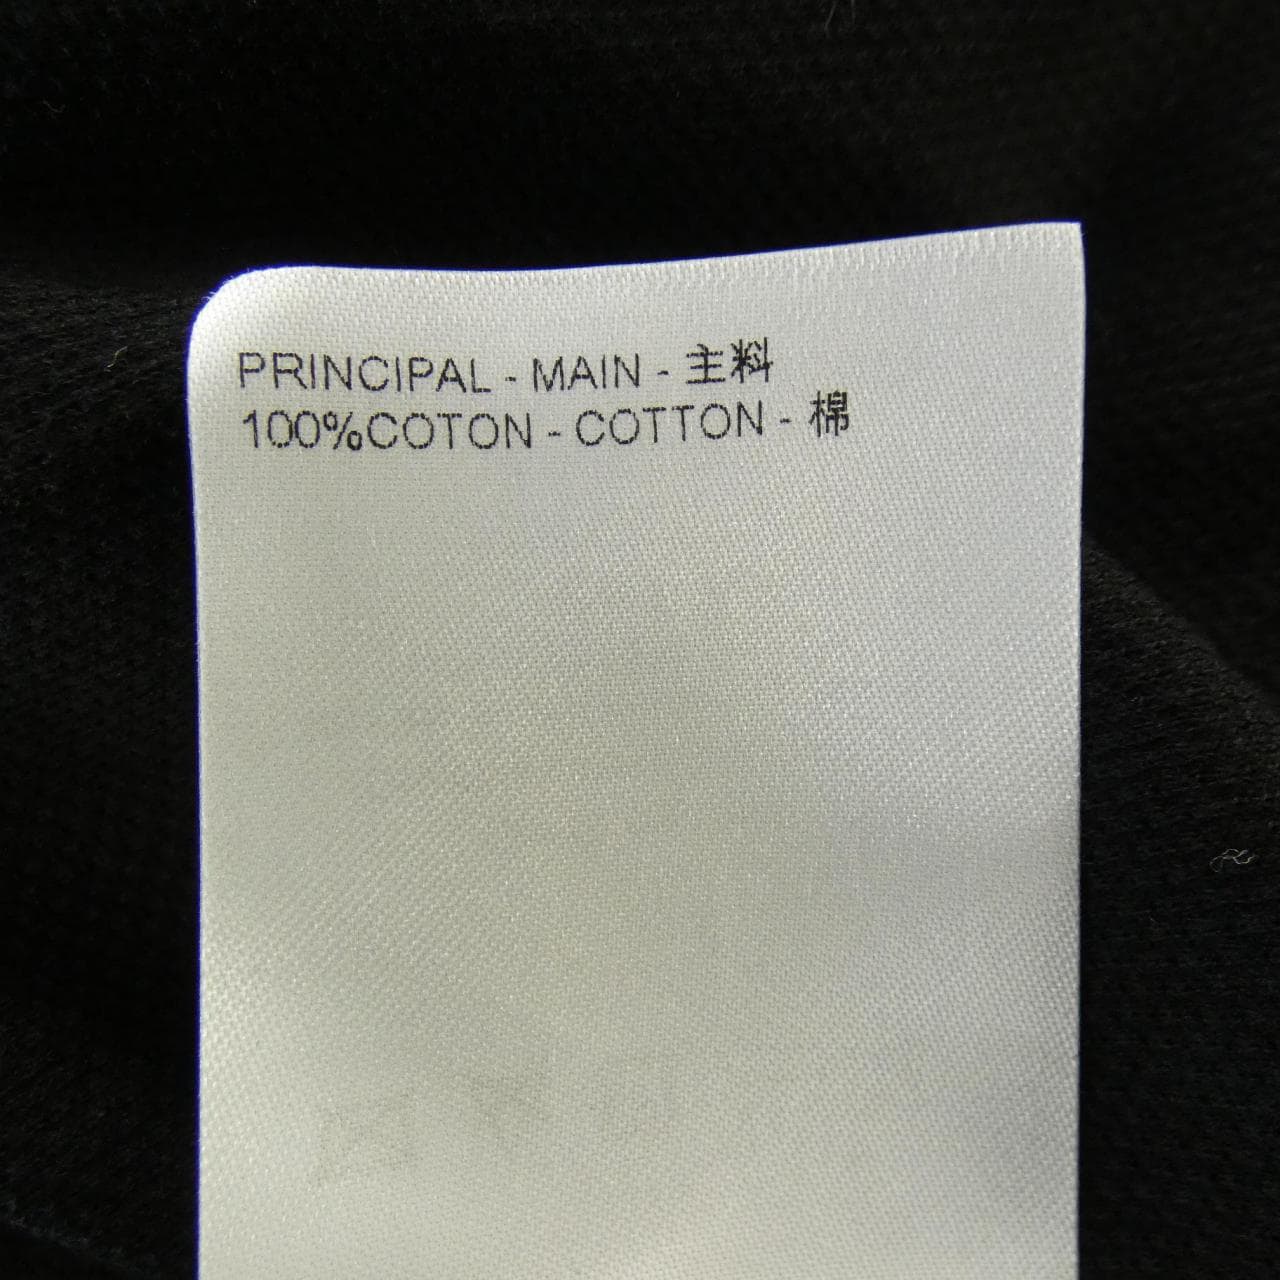 PRINCIPAL - MAIN - 主料
100%COTON - COTTON - 棉